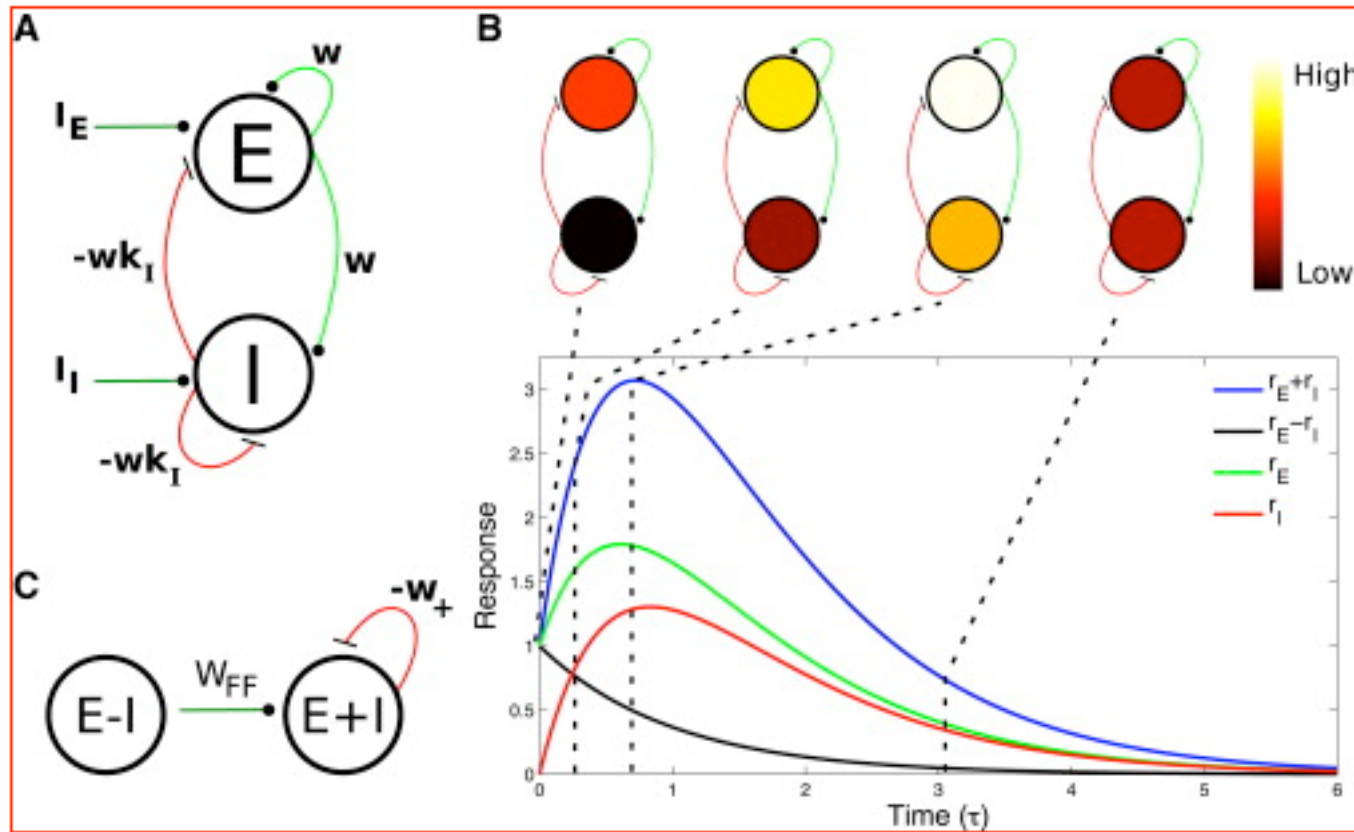 A
w
I_E
E
-wk_I
w
I
I_I
-wk_I
B
High
Low
r_E+r_I
r_E−r_I
r_E
r_I
Response
3
2.5
2
1.5
1
0.5
0
0 1 2 3 4 5 6
Time (τ)
C
-w_+
W_FF
E-I
E+I